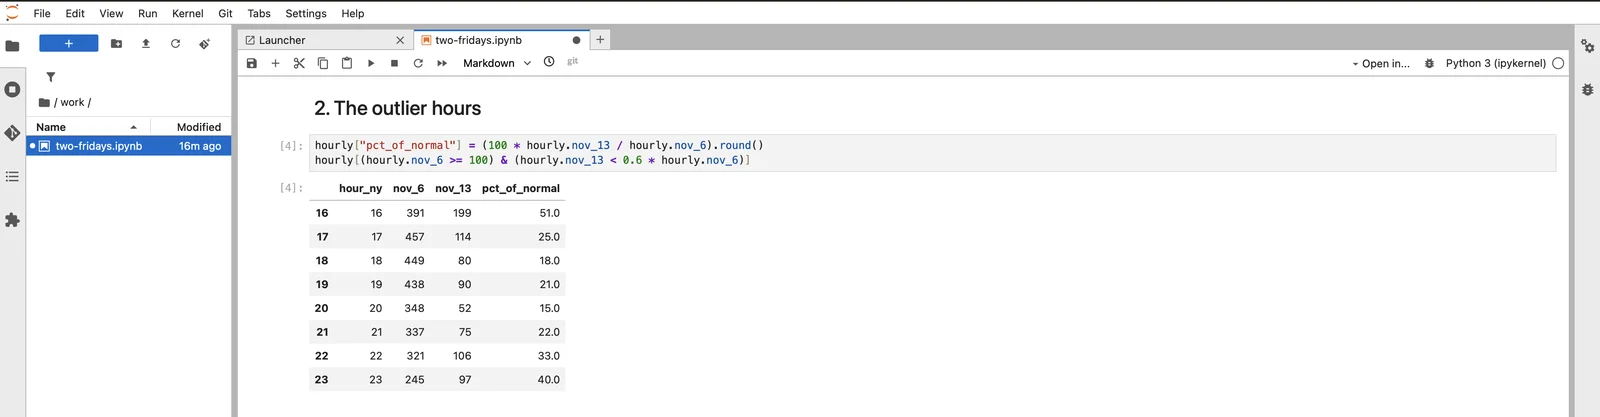 File Edit View Run Kernel Git Tabs Settings Help
Launcher
two-fridays.ipynb
Markdown
git
Open in...
Python 3 (ipykernel)
/ work /
Name Modified
two-fridays.ipynb 16m ago
2. The outlier hours
[4]: hourly["pct_of_normal"] = (100 * hourly.nov_13 / hourly.nov_6).round()
hourly[(hourly.nov_6 >= 100) & (hourly.nov_13 < 0.6 * hourly.nov_6)]
[4]: hour_ny nov_6 nov_13 pct_of_normal
16 16 391 199 51.0
17 17 457 114 25.0
18 18 449 80 18.0
19 19 438 90 21.0
20 20 348 52 15.0
21 21 337 75 22.0
22 22 321 106 33.0
23 23 245 97 40.0